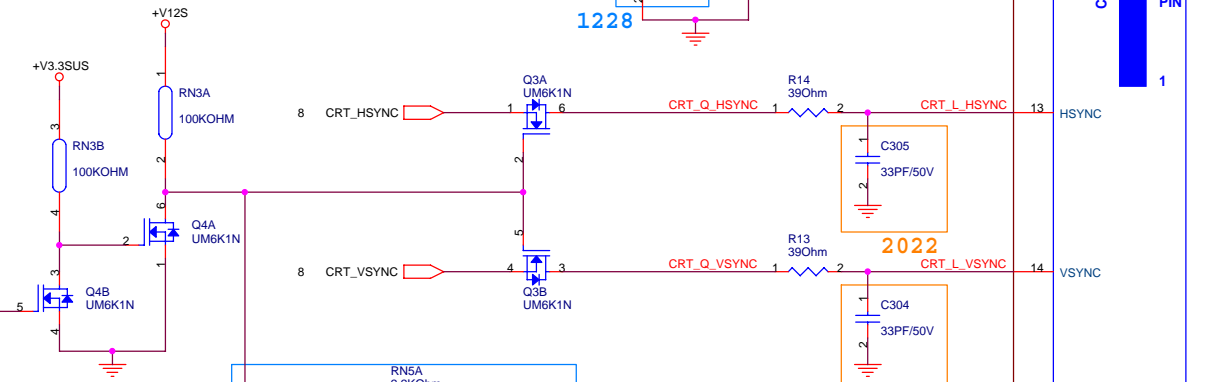 +V12S
1228
PIN
1
+V3.3SUS
1
RN3A
100KOHM
2
3
RN3B
100KOHM
4
8 CRT_HSYNC
Q3A
UM6K1N
1 6
2
CRT_Q_HSYNC
R14
39Ohm
1 2
CRT_L_HSYNC
13 HSYNC
1
C305
33PF/50V
2
2022
6
Q4A
UM6K1N
2
1
3
Q4B
UM6K1N
5
4
8 CRT_VSYNC
5
4 3
Q3B
UM6K1N
CRT_Q_VSYNC
R13
39Ohm
1 2
CRT_L_VSYNC
14 VSYNC
1
C304
33PF/50V
2
RN5A